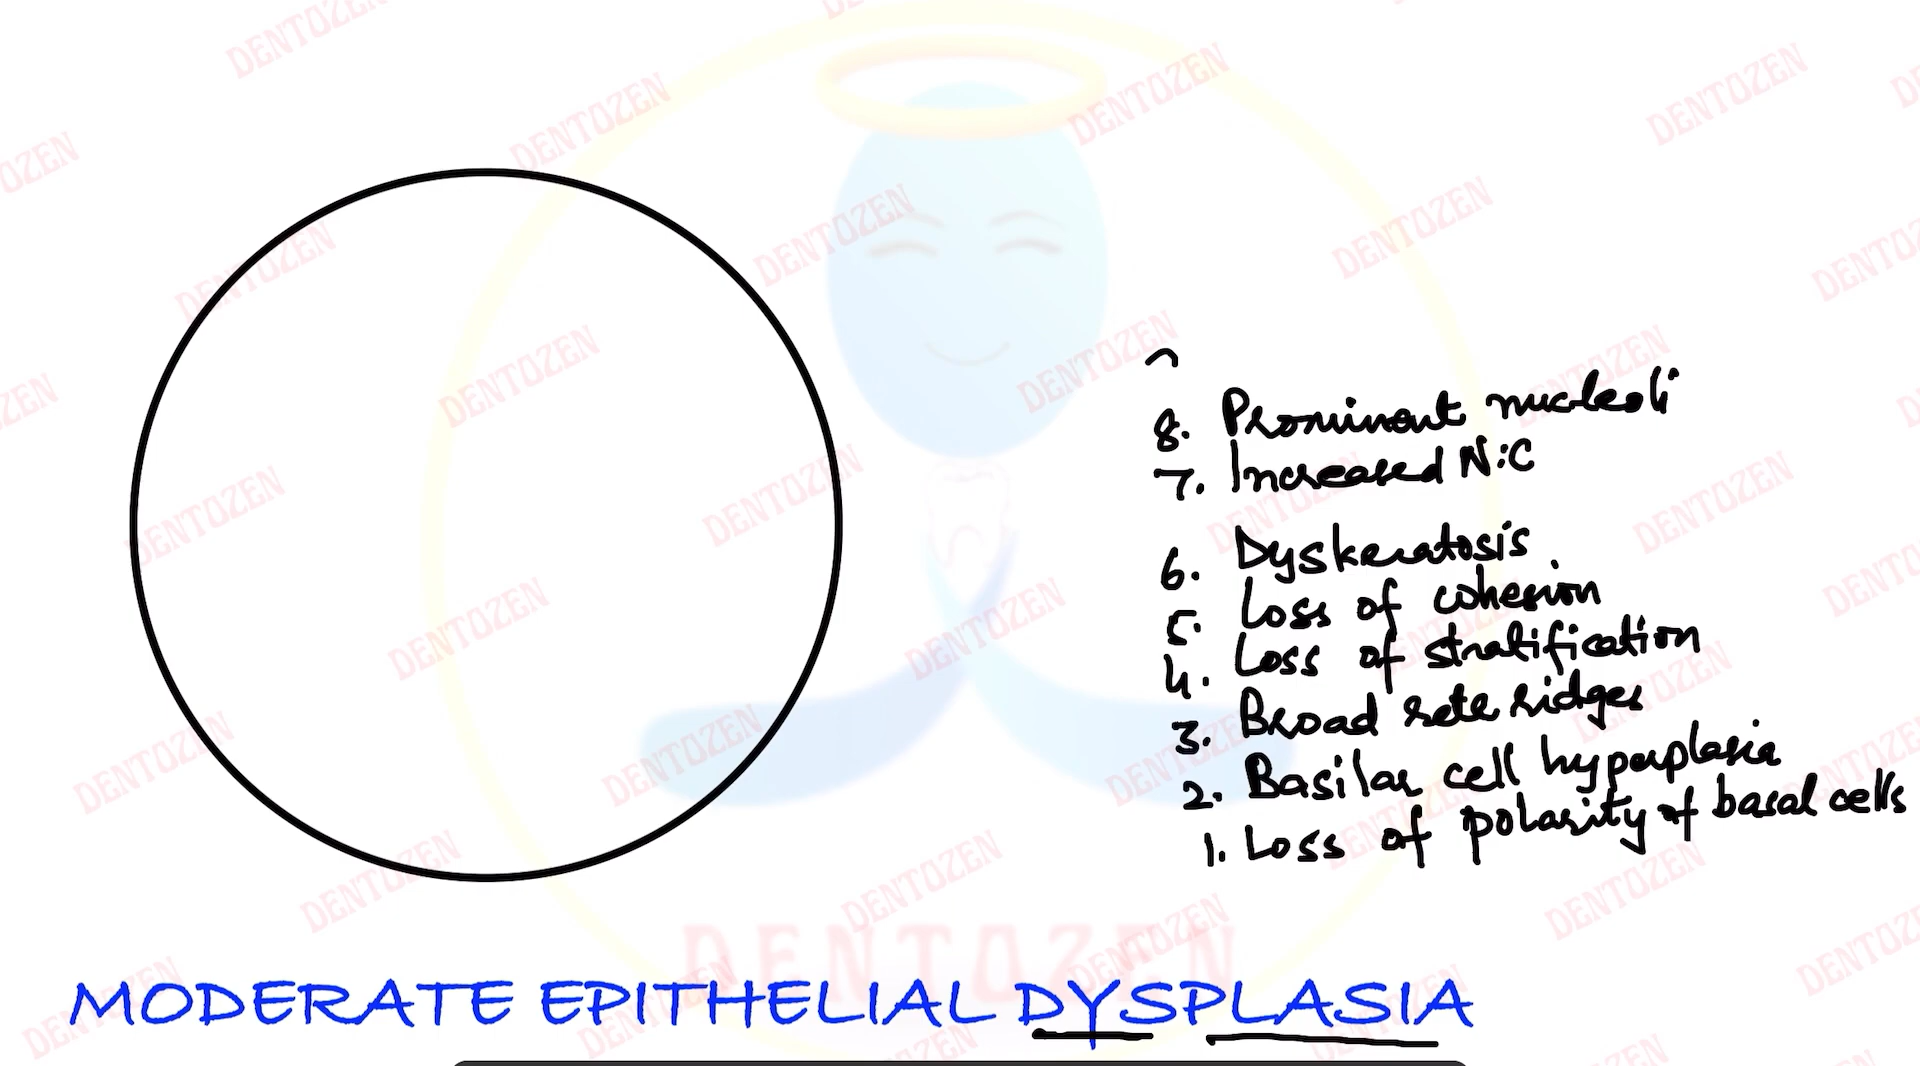 8. Prominent nucleoli
7. Increased N:C
6. Dyskeratosis
5. Loss of cohesion
4. Loss of stratification
3. Broad rete ridges
2. Basilar cell hyperplasia
1. Loss of polarity of basal cells
DENTOZEN
MODERATE EPITHELIAL DYSPLASIA